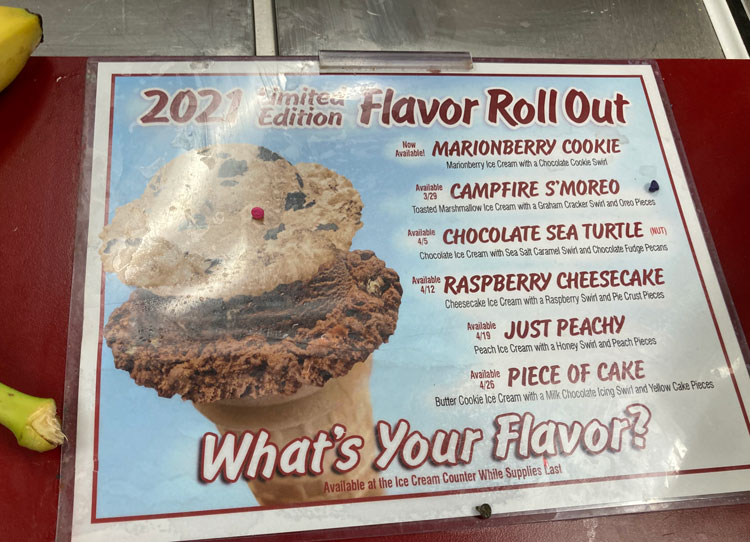 2021 Limited Edition Flavor Roll Out
Now Available! MARIONBERRY COOKIE
Marionberry Ice Cream with a Chocolate Cookie Swirl
Available 3/29 CAMPFIRE S'MOREO
Toasted Marshmallow Ice Cream with a Graham Cracker Swirl and Oreo Pieces
Available 4/5 CHOCOLATE SEA TURTLE (NUT)
Chocolate Ice Cream with Sea Salt Caramel Swirl and Chocolate Fudge Pecans
Available 4/12 RASPBERRY CHEESECAKE
Cheesecake Ice Cream with a Raspberry Swirl and Pie Crust Pieces
Available 4/19 JUST PEACHY
Peach Ice Cream with a Honey Swirl and Peach Pieces
Available 4/26 PIECE OF CAKE
Butter Cookie Ice Cream with a Milk Chocolate Icing Swirl and Yellow Cake Pieces
What's Your Flavor?
Available at the Ice Cream Counter While Supplies Last